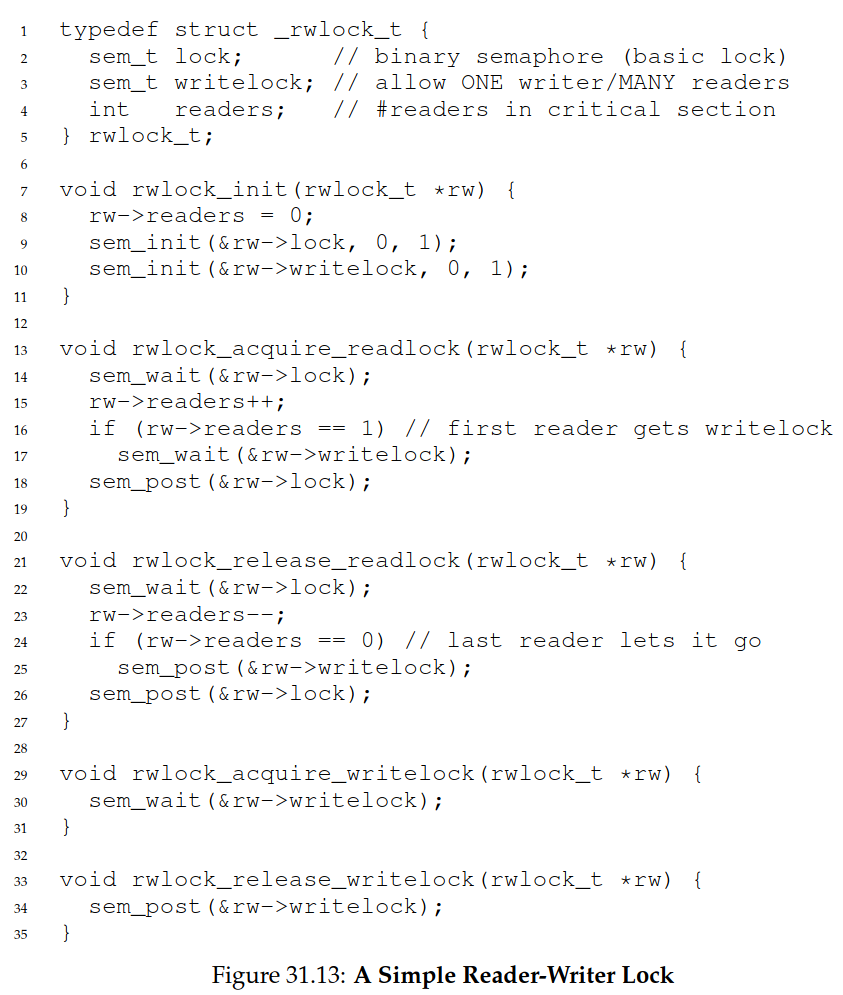 1 typedef struct _rwlock_t {
2   sem_t lock;      // binary semaphore (basic lock)
3   sem_t writelock; // allow ONE writer/MANY readers
4   int   readers;   // #readers in critical section
5 } rwlock_t;
6
7 void rwlock_init(rwlock_t *rw) {
8   rw->readers = 0;
9   sem_init(&rw->lock, 0, 1);
10   sem_init(&rw->writelock, 0, 1);
11 }
12
13 void rwlock_acquire_readlock(rwlock_t *rw) {
14   sem_wait(&rw->lock);
15   rw->readers++;
16   if (rw->readers == 1) // first reader gets writelock
17     sem_wait(&rw->writelock);
18   sem_post(&rw->lock);
19 }
20
21 void rwlock_release_readlock(rwlock_t *rw) {
22   sem_wait(&rw->lock);
23   rw->readers--;
24   if (rw->readers == 0) // last reader lets it go
25     sem_post(&rw->writelock);
26   sem_post(&rw->lock);
27 }
28
29 void rwlock_acquire_writelock(rwlock_t *rw) {
30   sem_wait(&rw->writelock);
31 }
32
33 void rwlock_release_writelock(rwlock_t *rw) {
34   sem_post(&rw->writelock);
35 }
Figure 31.13: A Simple Reader-Writer Lock